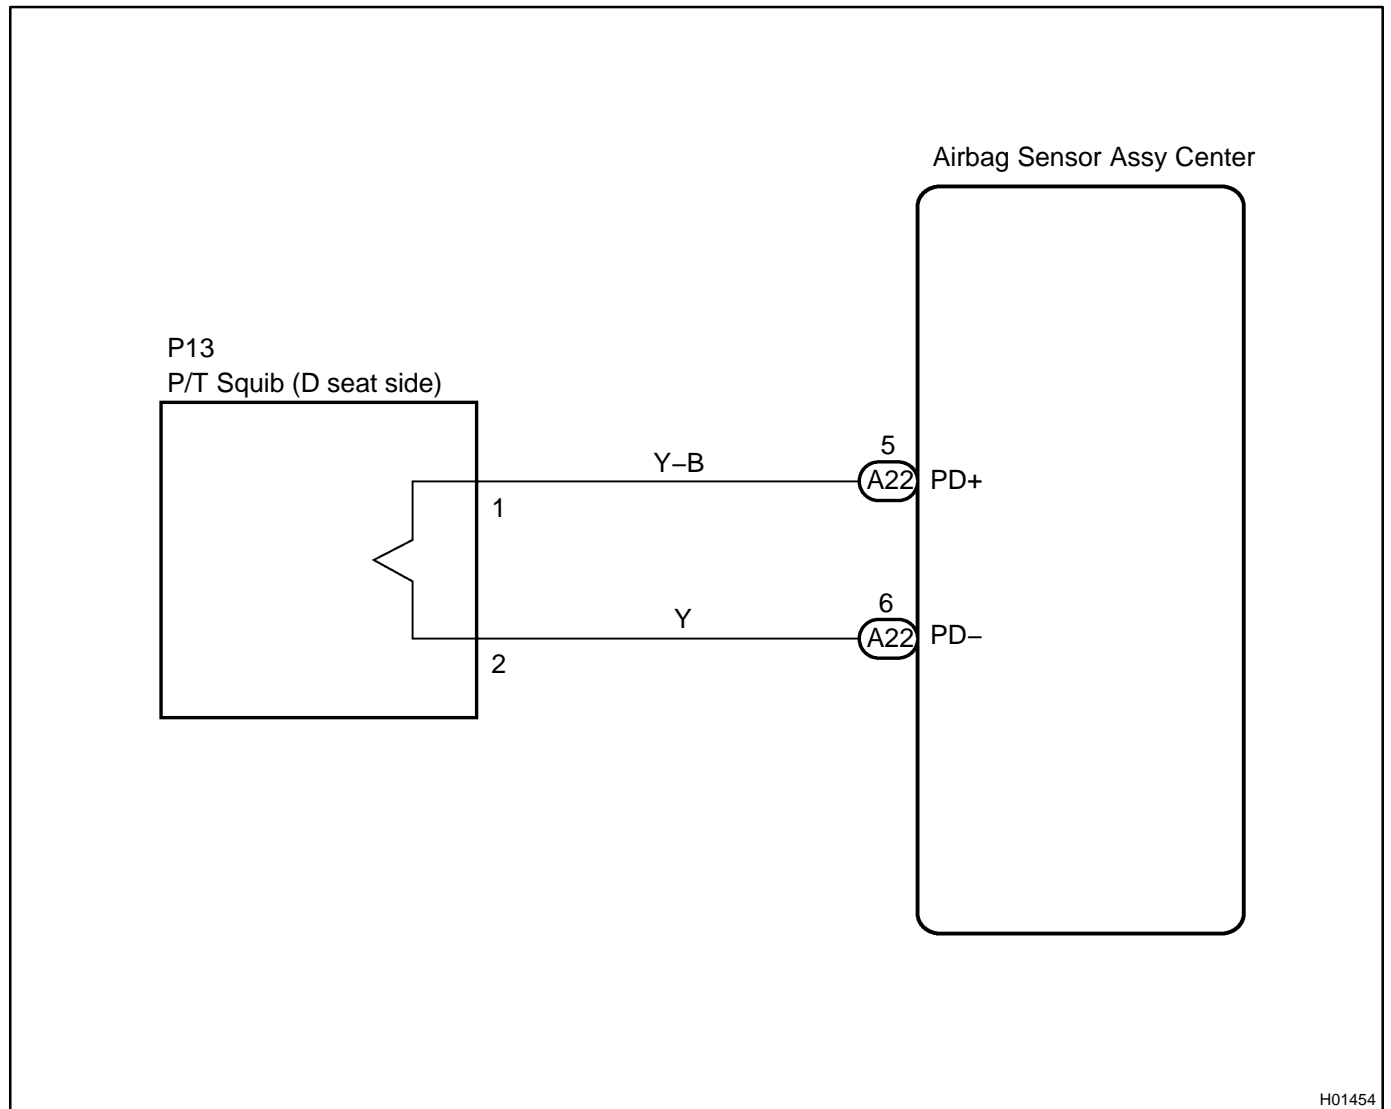 Airbag Sensor Assy Center
P13
P/T Squib (D seat side)
Y−B
5
A22
PD+
1
Y
6
A22
PD−
2
H01454